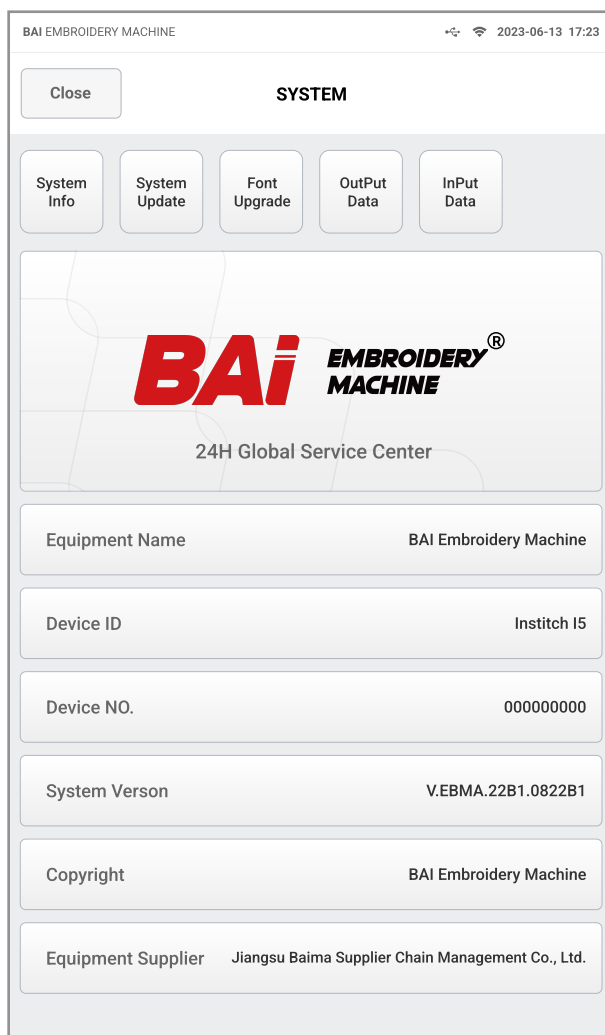 BAI EMBROIDERY MACHINE 2023-06-13 17:23
Close
SYSTEM
System
Info
System
Update
Font
Upgrade
OutPut
Data
InPut
Data
BAi EMBROIDERY®
MACHINE
24H Global Service Center
Equipment Name BAI Embroidery Machine
Device ID Institch I5
Device NO. 000000000
System Verson V.EBMA.22B1.0822B1
Copyright BAI Embroidery Machine
Equipment Supplier Jiangsu Baima Supplier Chain Management Co., Ltd.